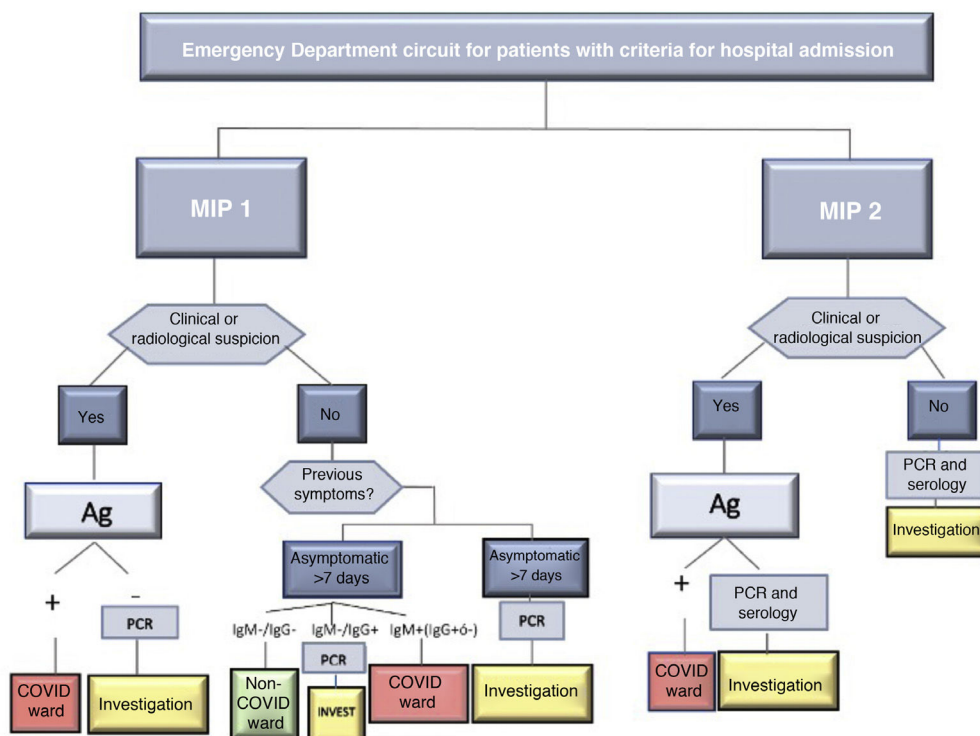 Emergency Department circuit for patients with criteria for hospital admission
MIP 1
MIP 2
Clinical or
radiological suspicion
Clinical or
radiological suspicion
Yes
No
Yes
No
Previous
symptoms?
PCR and
serology
Ag
Ag
Investigation
Asymptomatic
>7 days
Asymptomatic
>7 days
+
–
PCR
+
PCR and
serology
IgM-/IgG-
IgM-/IgG+
IgM+(IgG+ó-)
PCR
PCR
COVID
ward
Investigation
Non-
COVID
ward
INVEST
COVID
ward
Investigation
COVID
ward
Investigation